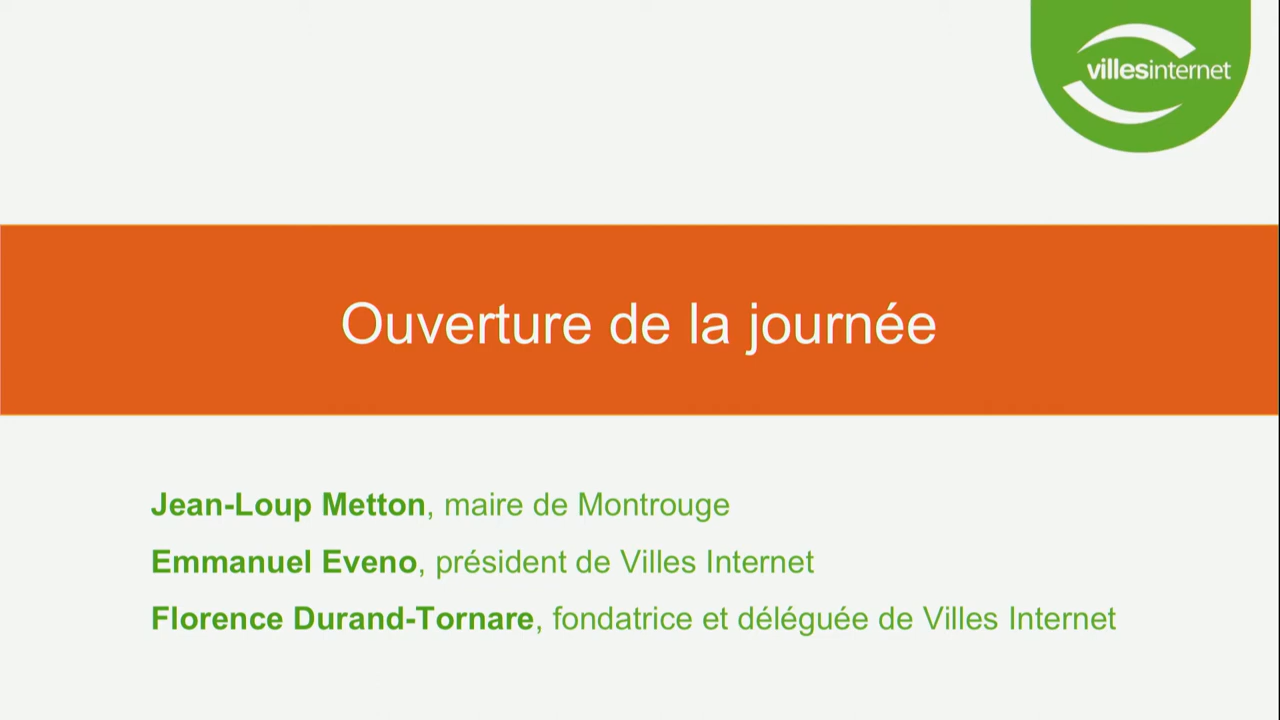 villesinternet
Ouverture de la journée
Jean-Loup Metton, maire de Montrouge
Emmanuel Eveno, président de Villes Internet
Florence Durand-Tornare, fondatrice et déléguée de Villes Internet